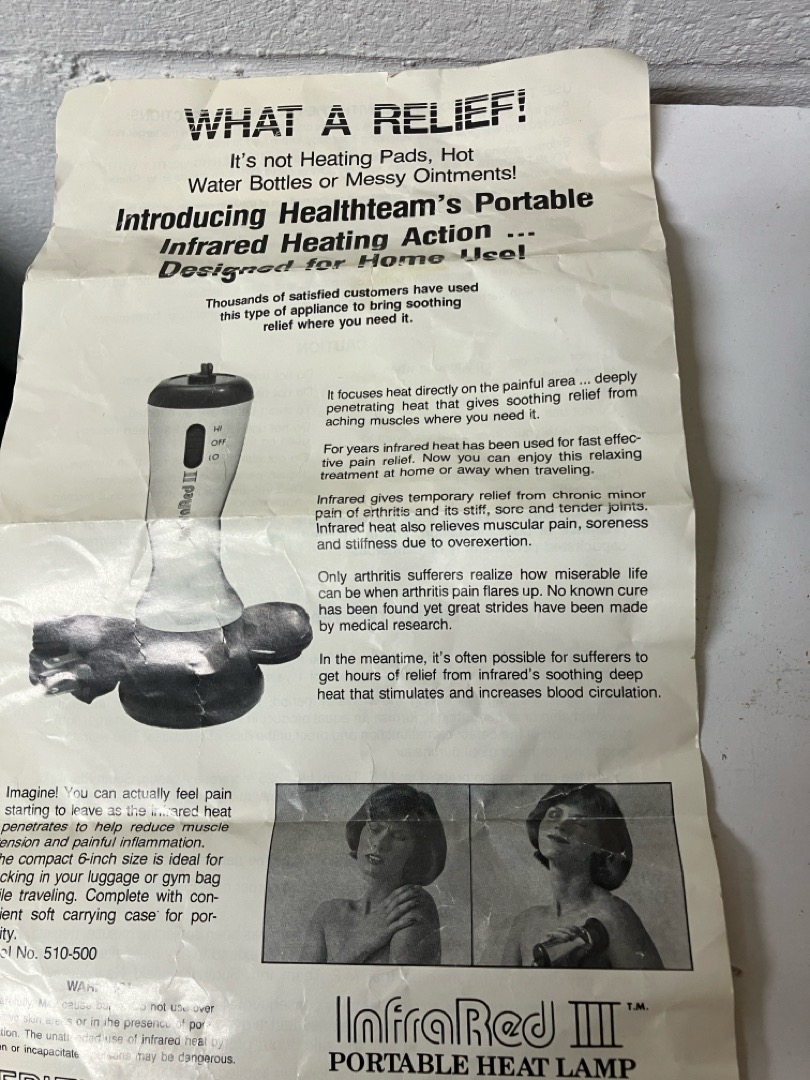 WHAT A RELIEF!
It's not Heating Pads, Hot
Water Bottles or Messy Ointments!
Introducing Healthteam's Portable
Infrared Heating Action ...
Designed for Home Use!
Thousands of satisfied customers have used
this type of appliance to bring soothing
relief where you need it.
HI
OFF
LO
InfraRed III
It focuses heat directly on the painful area ... deeply
penetrating heat that gives soothing relief from
aching muscles where you need it.
For years infrared heat has been used for fast effec-
tive pain relief. Now you can enjoy this relaxing
treatment at home or away when traveling.
Infrared gives temporary relief from chronic minor
pain of arthritis and its stiff, sore and tender joints.
Infrared heat also relieves muscular pain, soreness
and stiffness due to overexertion.
Only arthritis sufferers realize how miserable life
can be when arthritis pain flares up. No known cure
has been found yet great strides have been made
by medical research.
In the meantime, it's often possible for sufferers to
get hours of relief from infrared's soothing deep
heat that stimulates and increases blood circulation.
Imagine! You can actually feel pain
starting to leave as the infrared heat
penetrates to help reduce muscle
ension and painful inflammation.
he compact 6-inch size is ideal for
cking in your luggage or gym bag
ile traveling. Complete with con-
ient soft carrying case for por-
ity.
el No. 510-500
cause not use over
skin or in the presence of
tion. The use of infrared heat by
n or incapacitate may be dangerous.
InfraRed III T.M.
PORTABLE HEAT LAMP